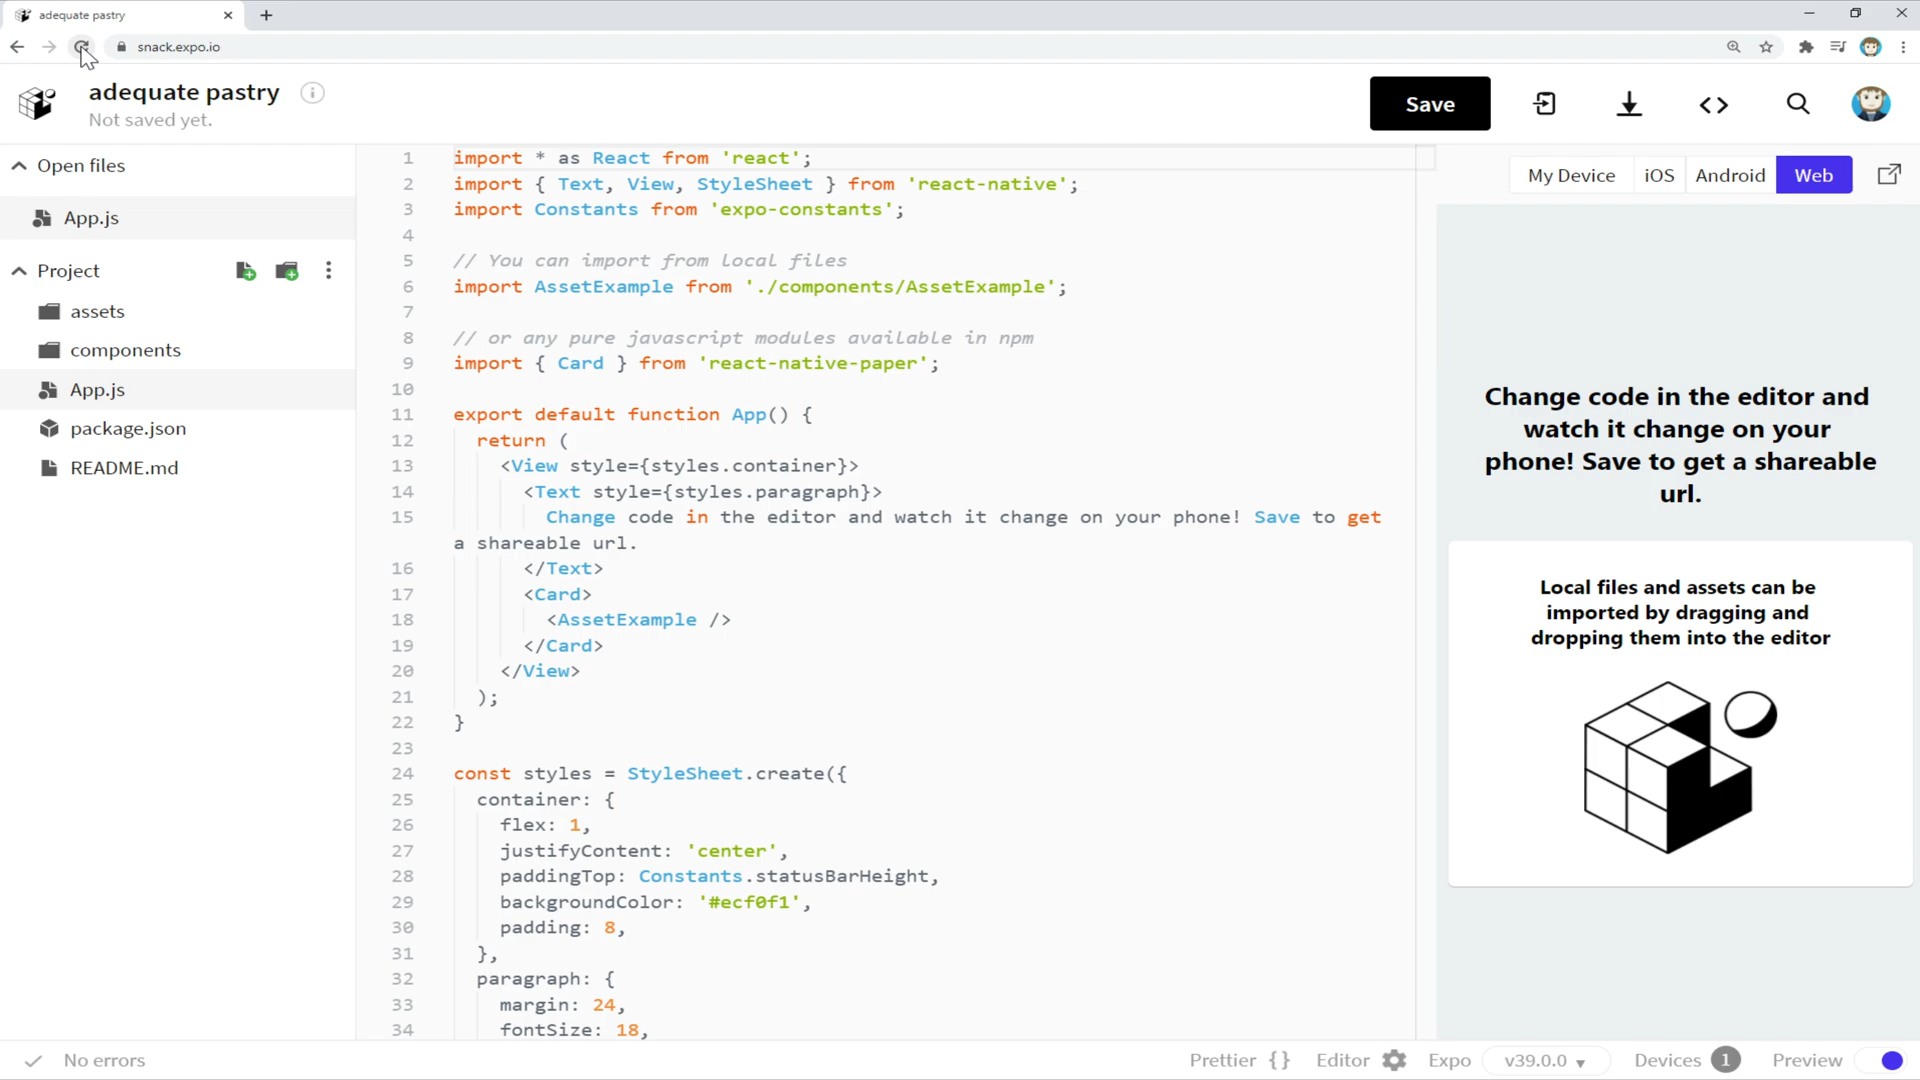 adequate pastry
snack.expo.io
adequate pastry
Not saved yet.
Save
Open files
App.js
Project
assets
components
App.js
package.json
README.md
1 import * as React from 'react';
2 import { Text, View, StyleSheet } from 'react-native';
3 import Constants from 'expo-constants';
4
5 // You can import from local files
6 import AssetExample from './components/AssetExample';
7
8 // or any pure javascript modules available in npm
9 import { Card } from 'react-native-paper';
10
11 export default function App() {
12 return (
13 <View style={styles.container}>
14 <Text style={styles.paragraph}>
15 Change code in the editor and watch it change on your phone! Save to get
a shareable url.
16 </Text>
17 <Card>
18 <AssetExample />
19 </Card>
20 </View>
21 );
22 }
23
24 const styles = StyleSheet.create({
25 container: {
26 flex: 1,
27 justifyContent: 'center',
28 paddingTop: Constants.statusBarHeight,
29 backgroundColor: '#ecf0f1',
30 padding: 8,
31 },
32 paragraph: {
33 margin: 24,
34 fontSize: 18,
My Device iOS Android Web
Change code in the editor and
watch it change on your
phone! Save to get a shareable
url.
Local files and assets can be
imported by dragging and
dropping them into the editor
No errors
Prettier {} Editor Expo v39.0.0 Devices 1 Preview